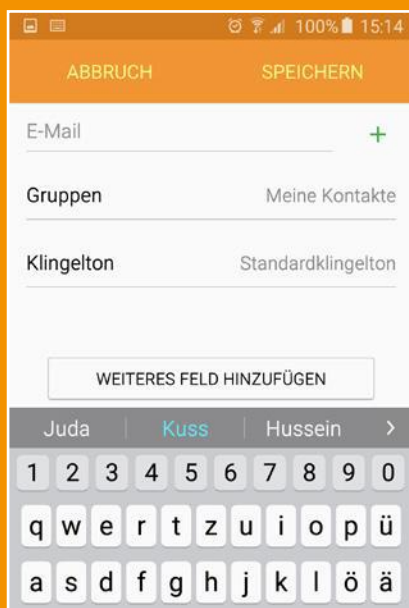 100% 15:14
ABBRUCH SPEICHERN
E-Mail +
Gruppen Meine Kontakte
Klingelton Standardklingelton
WEITERES FELD HINZUFÜGEN
Juda Kuss Hussein >
1 2 3 4 5 6 7 8 9 0
q w e r t z u i o p ü
a s d f g h j k l ö ä